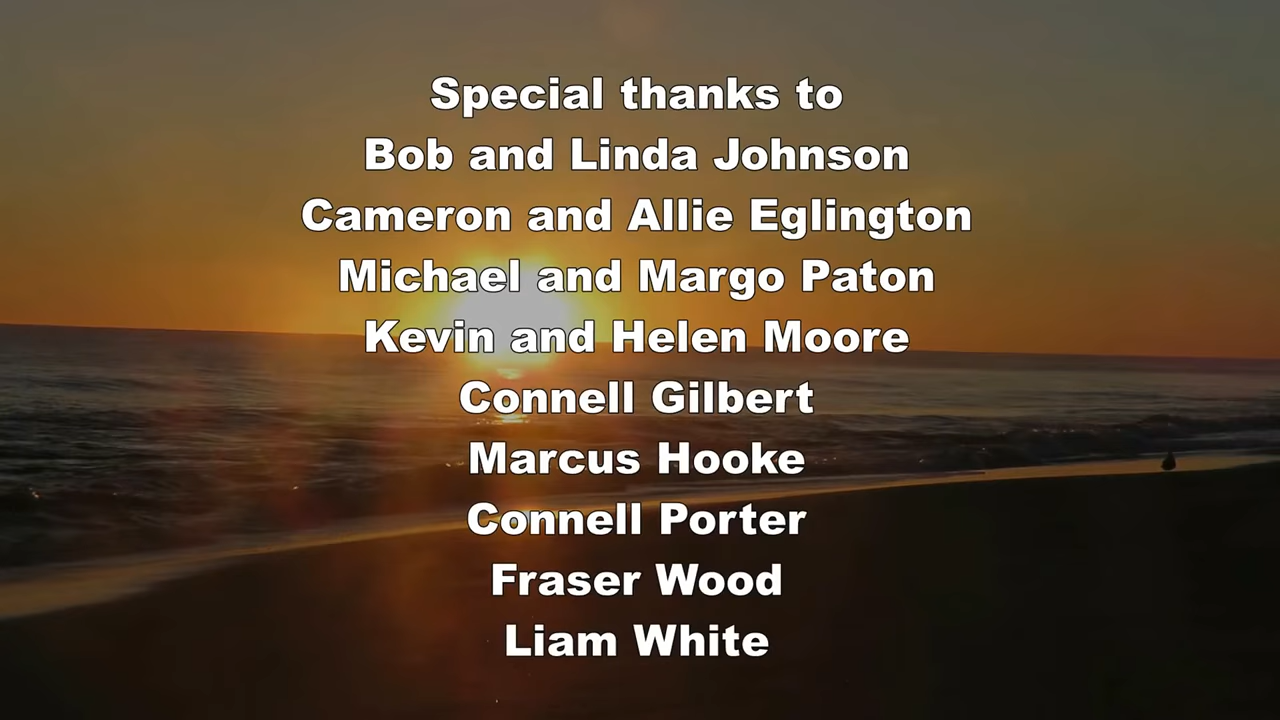 Special thanks to
Bob and Linda Johnson
Cameron and Allie Eglington
Michael and Margo Paton
Kevin and Helen Moore
Connell Gilbert
Marcus Hooke
Connell Porter
Fraser Wood
Liam White